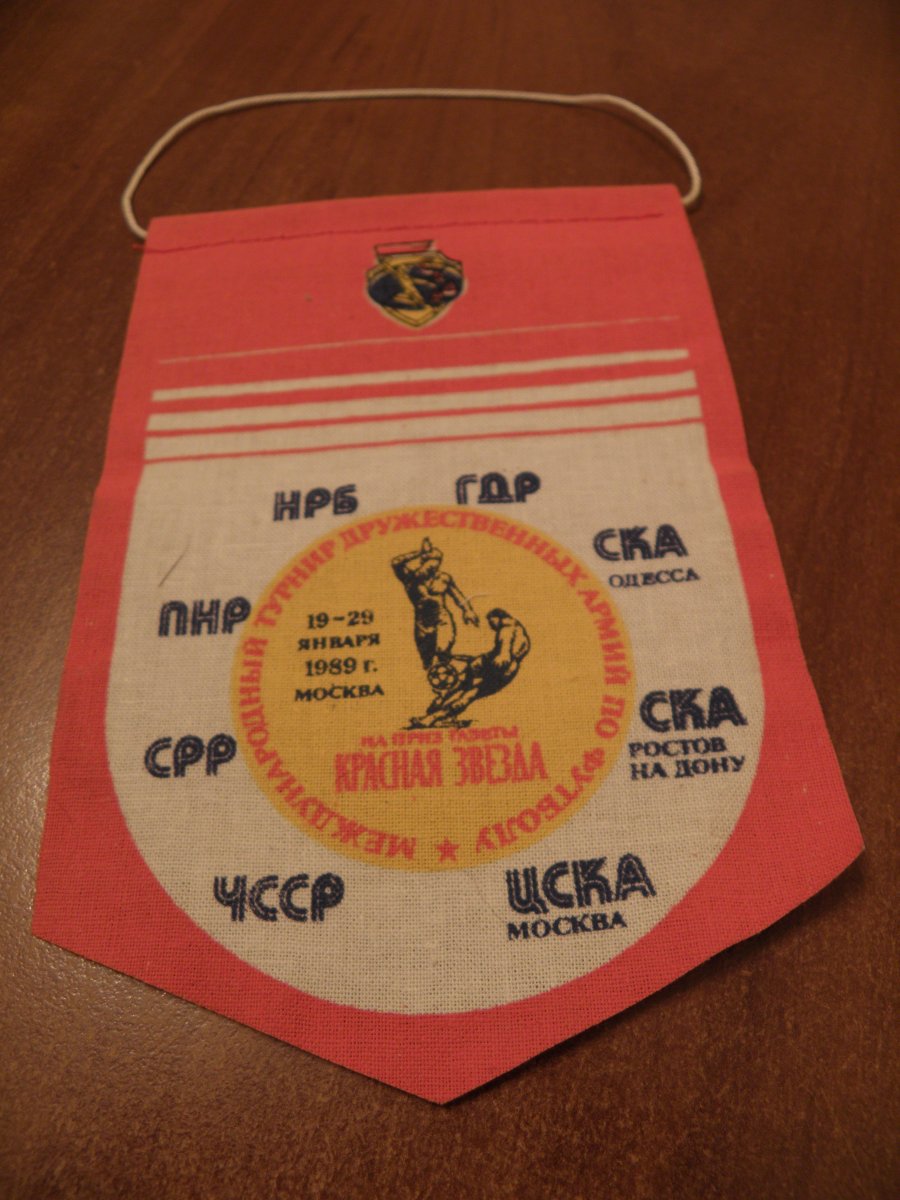 НРБ
ГДР
СКА
ОДЕССА
ПНР
СКА
РОСТОВ
НА ДОНУ
СРР
ЧССР
ЦСКА
МОСКВА
МЕЖДУНАРОДНЫЙ ТУРНИР ДРУЖЕСТВЕННЫХ АРМИЙ ПО ФУТБОЛУ
19-29
ЯНВАРЯ
1989 г.
МОСКВА
НА ПРИЗ ГАЗЕТЫ
КРАСНАЯ ЗВЕЗДА